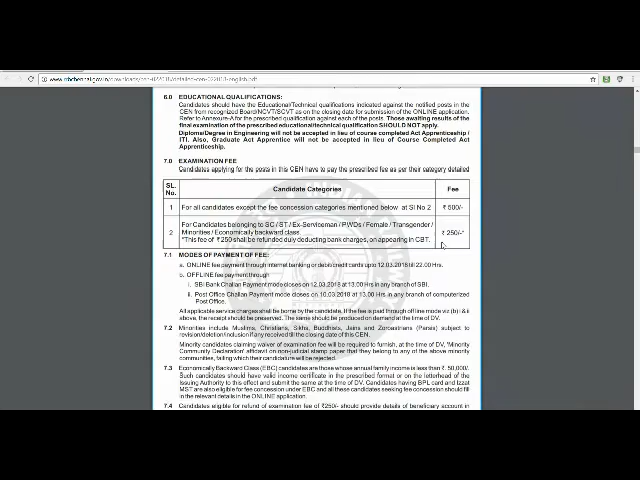 www.rrbchennai.gov.in/downloads/cen-022018/detailed-cen-022018-english.pdf
6.0 EDUCATIONAL QUALIFICATIONS:
Candidates should have the Educational/Technical qualifications indicated against the notified posts in the
CEN from recognized Board/NCVT/SCVT as on the closing date for submission of the ONLINE application.
Refer to Annexure-A for the prescribed qualification against each of the posts. Those awaiting results of the
final examination of the prescribed educational/technical qualification SHOULD NOT apply.
Diploma/Degree in Engineering will not be accepted in lieu of course completed Act Apprenticeship /
ITI. Also, Graduate Act Apprentice will not be accepted in lieu of Course Completed Act
Apprenticeship.
7.0 EXAMINATION FEE
Candidates applying for the posts in this CEN have to pay the prescribed fee as per their category detailed
SL. No. Candidate Categories Fee
1 For all candidates except the fee concession categories mentioned below at Sl No 2 ₹ 500/-
2 For Candidates belonging to SC / ST / Ex-Serviceman / PWDs / Female / Transgender /
Minorities / Economically backward class. ₹ 250/-*
*This fee of ₹ 250 shall be refunded duly deducting bank charges, on appearing in CBT.
7.1 MODES OF PAYMENT OF FEE:
a. ONLINE fee payment through internet banking or debit/credit cards upto 12.03.2018 till 22.00 Hrs.
b. OFFLINE fee payment through
i. SBI Bank Challan Payment mode closes on 12.03.2018 at 13.00 Hrs in any branch of SBI.
ii. Post Office Challan Payment mode closes on 10.03.2018 at 13.00 Hrs in any branch of computerized
Post Office.
All applicable service charges shall be borne by the candidate. If the fee is paid through off line mode viz (b) i & ii
above, the receipt should be preserved. The same should be produced on demand at the time of DV.
7.2 Minorities include Muslims, Christians, Sikhs, Buddhists, Jains and Zoroastrians (Parsis) subject to
revision/deletion/inclusion if any received till the closing date of this CEN.
Minority candidates claiming waiver of examination fee will be required to furnish, at the time of DV, 'Minority
Community Declaration' affidavit on non-judicial stamp paper that they belong to any of the above minority
communities, failing which their candidature will be rejected.
7.3 Economically Backward Class (EBC) candidates are those whose annual family income is less than ₹. 50,000/-
Such candidates should have valid income certificate in the prescribed format or on the letterhead of the
Issuing Authority to this effect and submit the same at the time of DV. Candidates having BPL card and Izzat
MST are also eligible for fee concession under EBC and all these candidates seeking fee concession should fill
in the relevant details in the ONLINE application.
7.4 Candidates eligible for refund of examination fee of ₹250/- should provide details of beneficiary account in